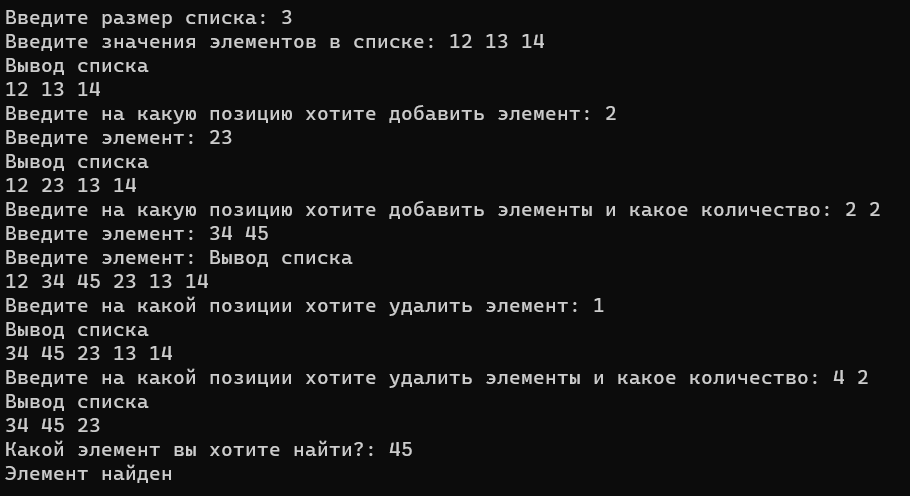 Введите размер списка: 3
Введите значения элементов в списке: 12 13 14
Вывод списка
12 13 14
Введите на какую позицию хотите добавить элемент: 2
Введите элемент: 23
Вывод списка
12 23 13 14
Введите на какую позицию хотите добавить элементы и какое количество: 2 2
Введите элемент: 34 45
Введите элемент: Вывод списка
12 34 45 23 13 14
Введите на какой позиции хотите удалить элемент: 1
Вывод списка
34 45 23 13 14
Введите на какой позиции хотите удалить элементы и какое количество: 4 2
Вывод списка
34 45 23
Какой элемент вы хотите найти?: 45
Элемент найден